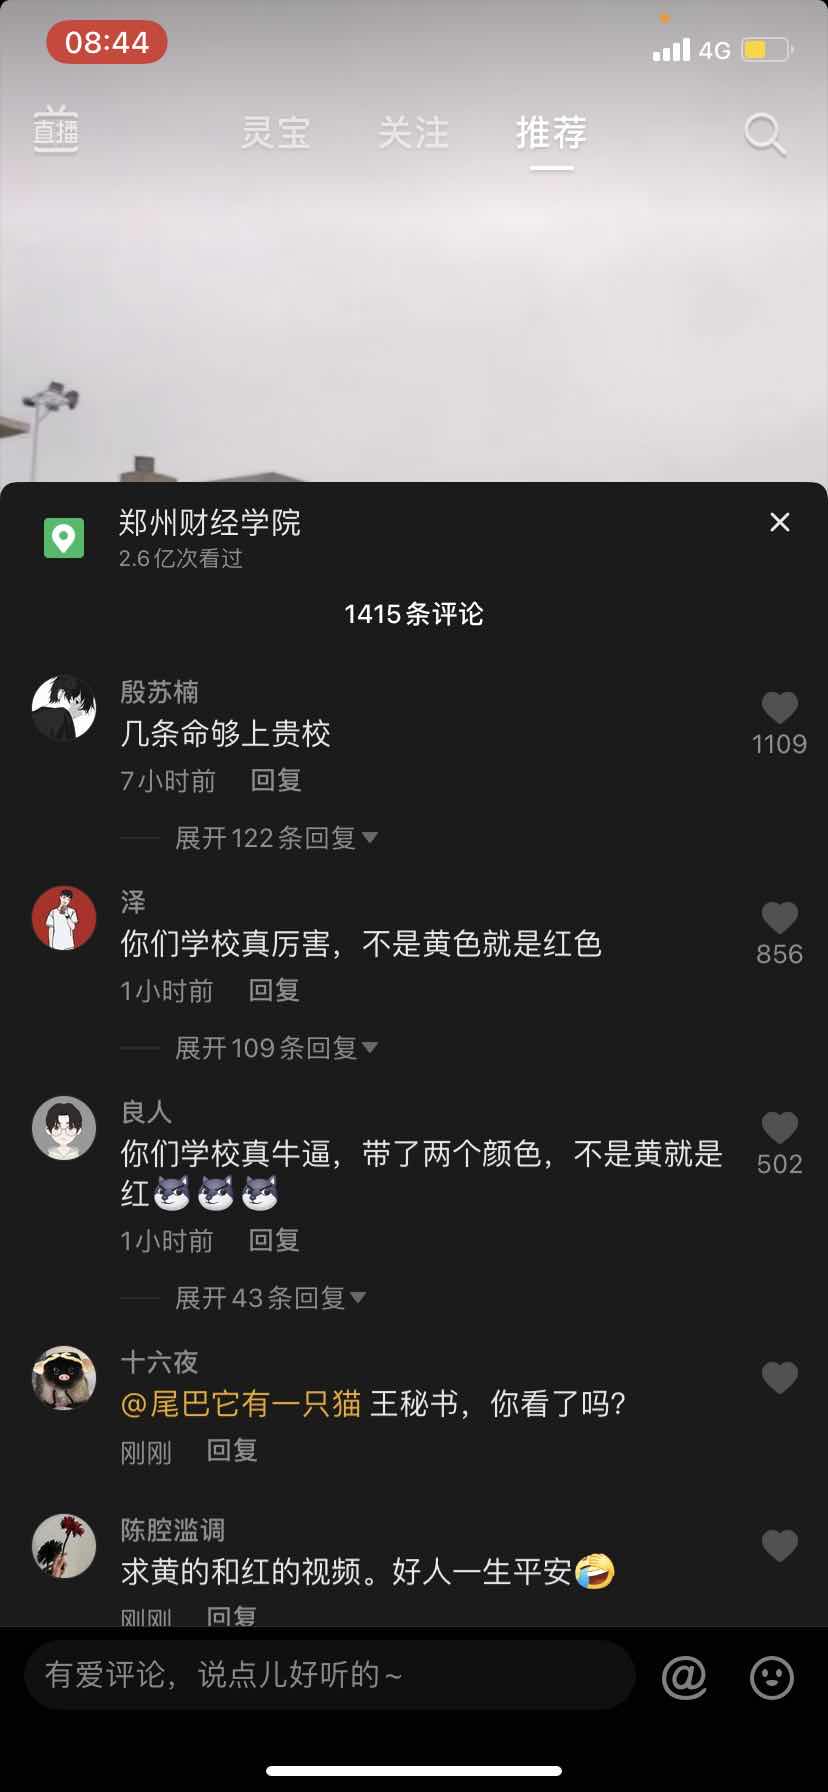 08:44
4G
直播
灵宝
关注
推荐
郑州财经学院
2.6亿次看过
1415条评论
殷苏楠
几条命够上贵校
1109
7小时前 回复
展开122条回复
泽
你们学校真厉害，不是黄色就是红色
856
1小时前 回复
展开109条回复
良人
你们学校真牛逼，带了两个颜色，不是黄就是
红
502
1小时前 回复
展开43条回复
十六夜
@尾巴它有一只猫 王秘书，你看了吗?
刚刚 回复
陈腔滥调
求黄的和红的视频。好人一生平安
刚刚 回复
有爱评论，说点儿好听的~
@